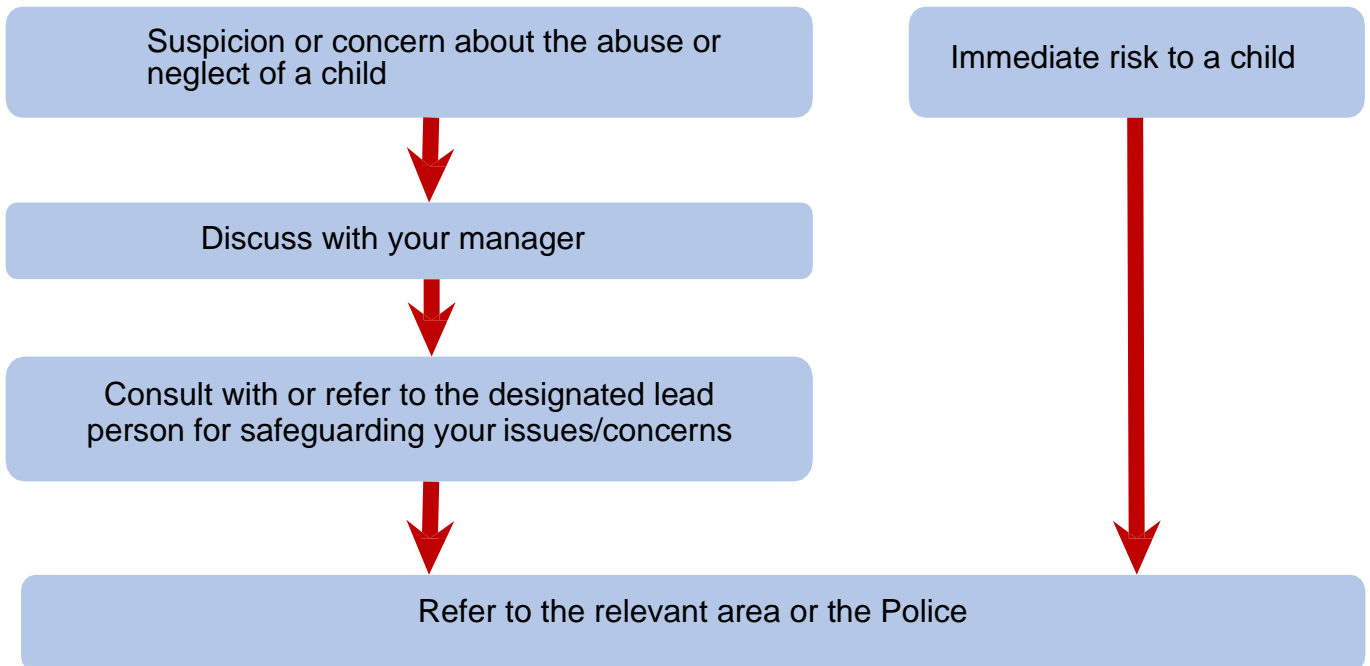 Suspicion or concern about the abuse or
neglect of a child
Immediate risk to a child
Discuss with your manager
Consult with or refer to the designated lead
person for safeguarding your issues/concerns
Refer to the relevant area or the Police